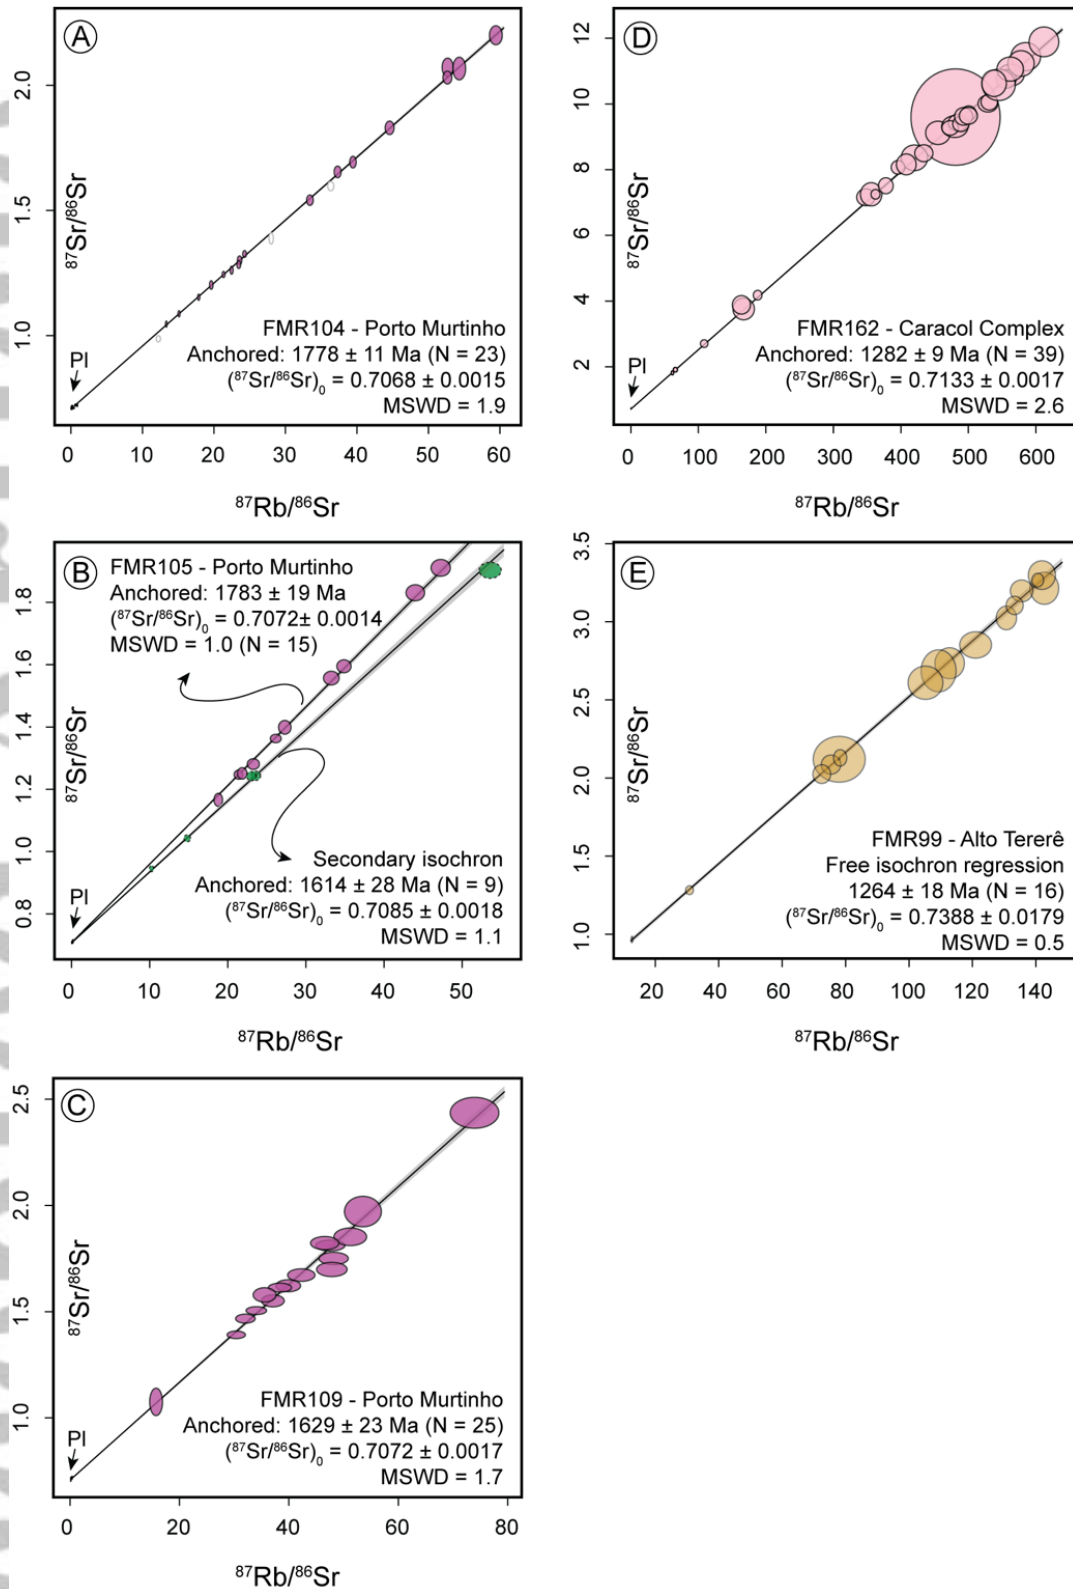 A
2.0
1.5
1.0
⁸⁷Sr/⁸⁶Sr
Pl
FMR104 - Porto Murtinho
Anchored: 1778 ± 11 Ma (N = 23)
(⁸⁷Sr/⁸⁶Sr)₀ = 0.7068 ± 0.0015
MSWD = 1.9
0 10 20 30 40 50 60
⁸⁷Rb/⁸⁶Sr
D
12
10
8
6
4
2
⁸⁷Sr/⁸⁶Sr
Pl
FMR162 - Caracol Complex
Anchored: 1282 ± 9 Ma (N = 39)
(⁸⁷Sr/⁸⁶Sr)₀ = 0.7133 ± 0.0017
MSWD = 2.6
0 100 200 300 400 500 600
⁸⁷Rb/⁸⁶Sr
B
FMR105 - Porto Murtinho
Anchored: 1783 ± 19 Ma
(⁸⁷Sr/⁸⁶Sr)₀ = 0.7072± 0.0014
MSWD = 1.0 (N = 15)
1.8
1.6
1.4
1.2
1.0
0.8
⁸⁷Sr/⁸⁶Sr
Pl
Secondary isochron
Anchored: 1614 ± 28 Ma (N = 9)
(⁸⁷Sr/⁸⁶Sr)₀ = 0.7085 ± 0.0018
MSWD = 1.1
0 10 20 30 40 50
⁸⁷Rb/⁸⁶Sr
E
3.5
3.0
2.5
2.0
1.5
1.0
⁸⁷Sr/⁸⁶Sr
FMR99 - Alto Tererê
Free isochron regression
1264 ± 18 Ma (N = 16)
(⁸⁷Sr/⁸⁶Sr)₀ = 0.7388 ± 0.0179
MSWD = 0.5
20 40 60 80 100 120 140
⁸⁷Rb/⁸⁶Sr
C
2.5
2.0
1.5
1.0
⁸⁷Sr/⁸⁶Sr
Pl
FMR109 - Porto Murtinho
Anchored: 1629 ± 23 Ma (N = 25)
(⁸⁷Sr/⁸⁶Sr)₀ = 0.7072 ± 0.0017
MSWD = 1.7
0 20 40 60 80
⁸⁷Rb/⁸⁶Sr